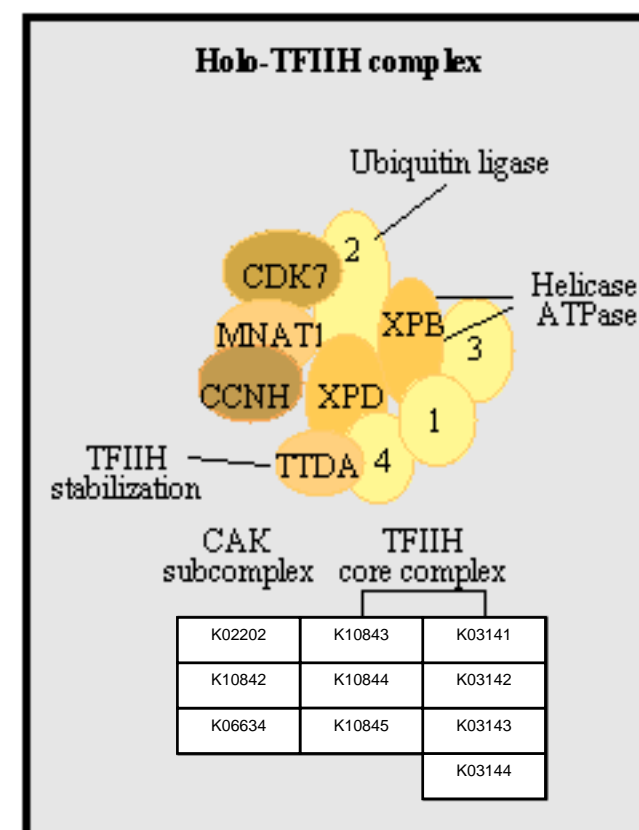 Holo-TFIIH complex
Ubiquitin ligase
2
CDK7
Helicase
ATPase
MNAT1
XPB
3
CCNH
XPD
1
TFIIH
stabilization
TTDA
4
CAK
subcomplex
TFIIH
core complex
K02202 K10843 K03141
K10842 K10844 K03142
K06634 K10845 K03143
K03144